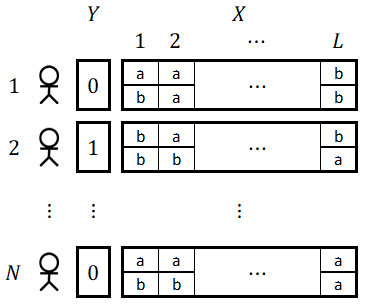 Y X
1 2 ⋯ L
1 0 a a ⋯ b
b a b
2 1 b a ⋯ b
b b a
⋮ ⋮ ⋮
N 0 a a ⋯ a
b b a